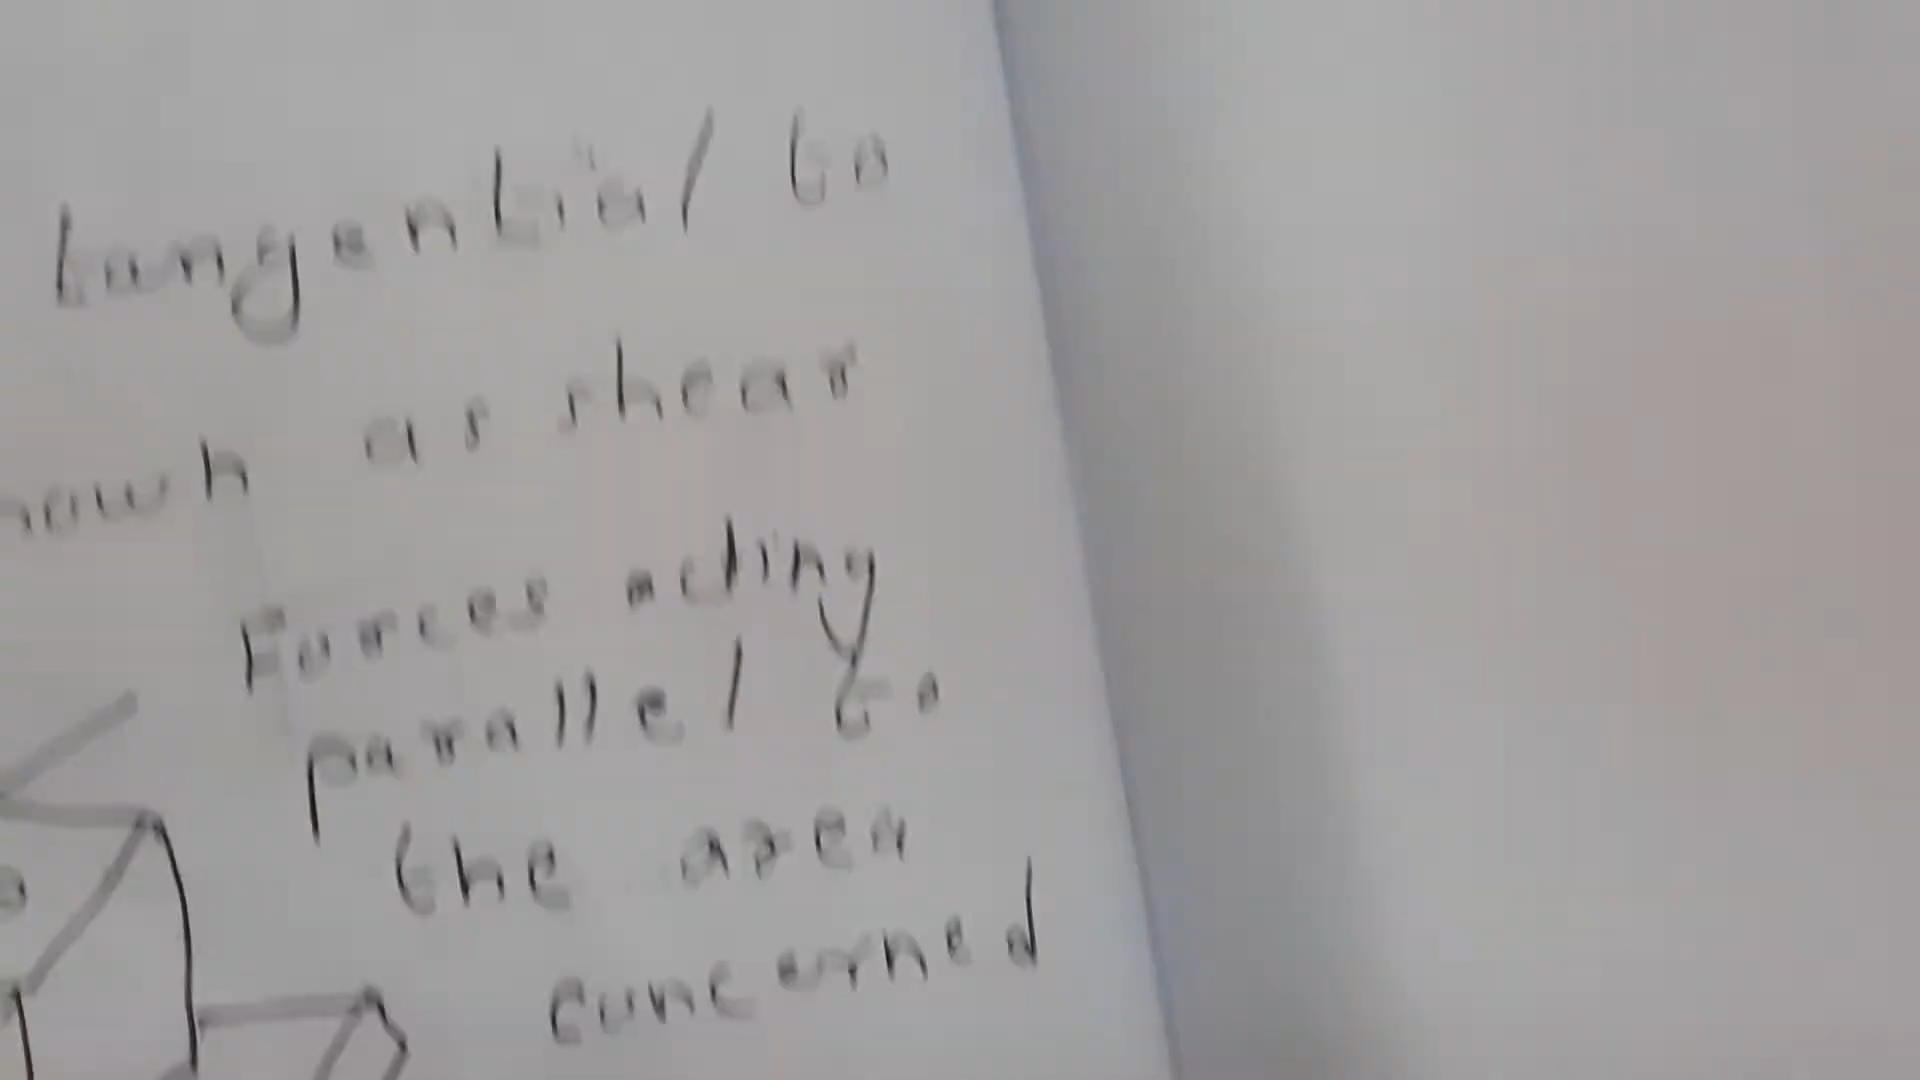 tangential to
nown as shear
Forces acting
parallel to
the area
concerned